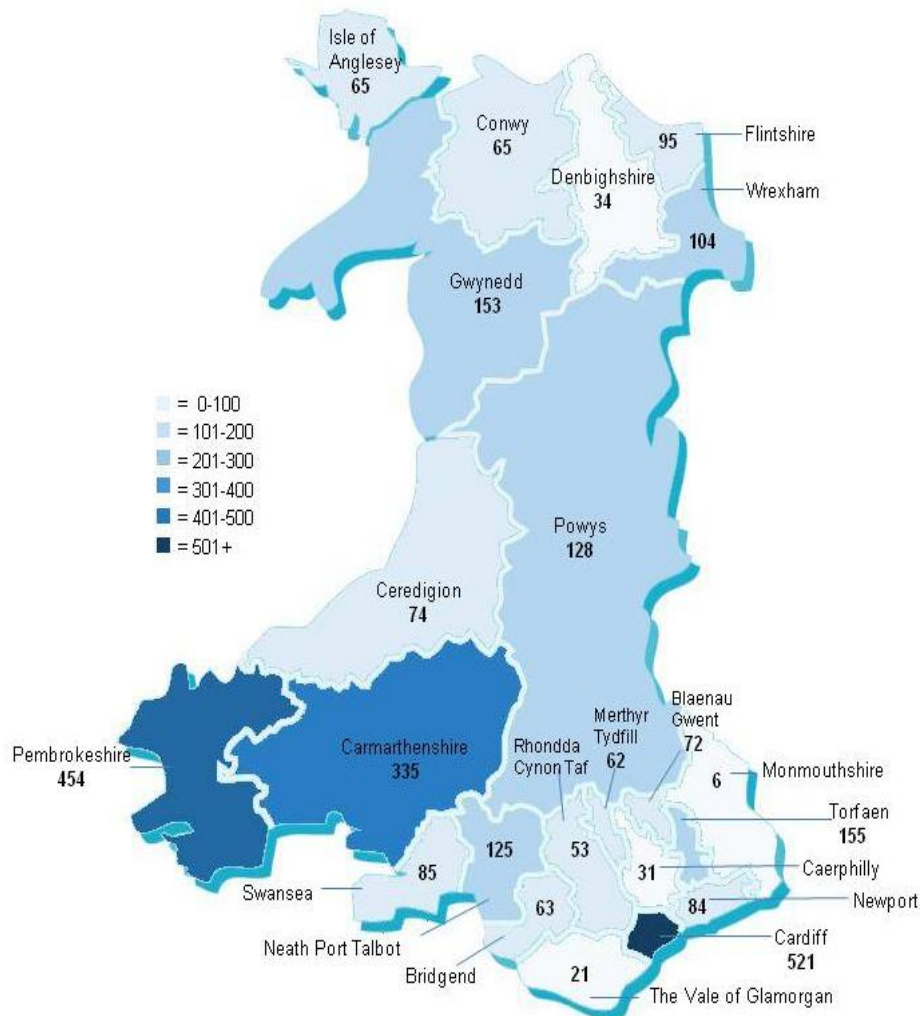 Isle of
Anglesey
65
Conwy
65
Denbighshire
34
95
Flintshire
Wrexham
104
Gwynedd
153
= 0-100
= 101-200
= 201-300
= 301-400
= 401-500
= 501+
Powys
128
Ceredigion
74
Pembrokeshire
454
Carmarthenshire
335
Rhondda
Cynon Taf
53
Merthyr
Tydfill
62
Blaenau
Gwent
72
6
Monmouthshire
Torfaen
155
31
Caerphilly
84
Newport
Cardiff
521
85
Swansea
125
Neath Port Talbot
63
Bridgend
21
The Vale of Glamorgan